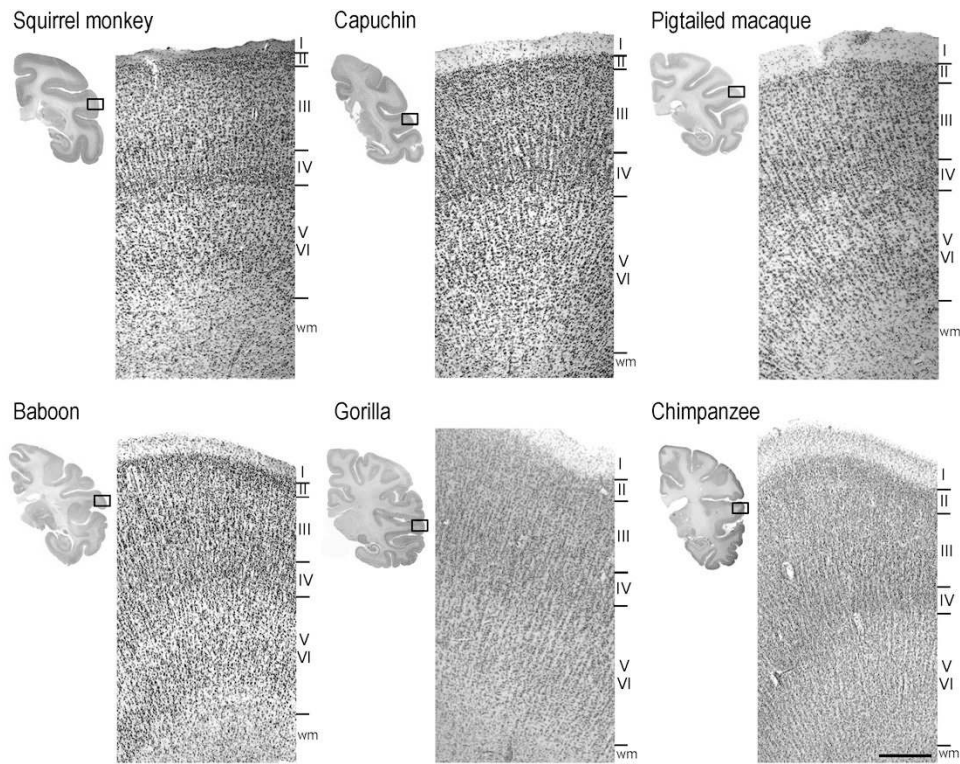 Squirrel monkey
I
II
III
IV
V
VI
wm
Capuchin
I
II
III
IV
V
VI
wm
Pigtailed macaque
I
II
III
IV
V
VI
wm
Baboon
I
II
III
IV
V
VI
wm
Gorilla
I
II
III
IV
V
VI
wm
Chimpanzee
I
II
III
IV
V
VI
wm